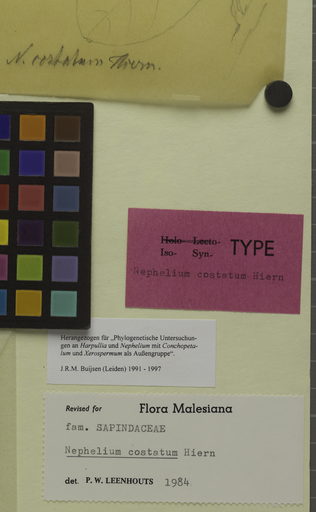 N. costatum Hiern.
Holo- Lecto-
Iso- Syn- TYPE
Nephelium costatum Hiern
Herangezogen für „Phylogenetische Untersuchun-
gen an Harpullia und Nephelium mit Conchopeta-
lum und Xerospermum als Außengruppe“.
J.R.M. Buijsen (Leiden) 1991 - 1997
Revised for Flora Malesiana
fam. SAPINDACEAE
Nephelium costatum Hiern
det. P. W. LEENHOUTS 1984